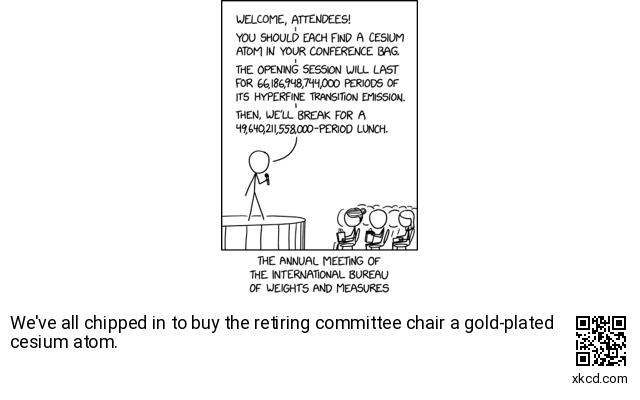 WELCOME, ATTENDEES!
YOU SHOULD EACH FIND A CESIUM
ATOM IN YOUR CONFERENCE BAG.
THE OPENING SESSION WILL LAST
FOR 66,186,948,744,000 PERIODS OF
ITS HYPERFINE TRANSITION EMISSION.
THEN, WE'LL BREAK FOR A
49,640,211,558,000-PERIOD LUNCH.
THE ANNUAL MEETING OF
THE INTERNATIONAL BUREAU
OF WEIGHTS AND MEASURES
We've all chipped in to buy the retiring committee chair a gold-plated
cesium atom.
xkcd.com